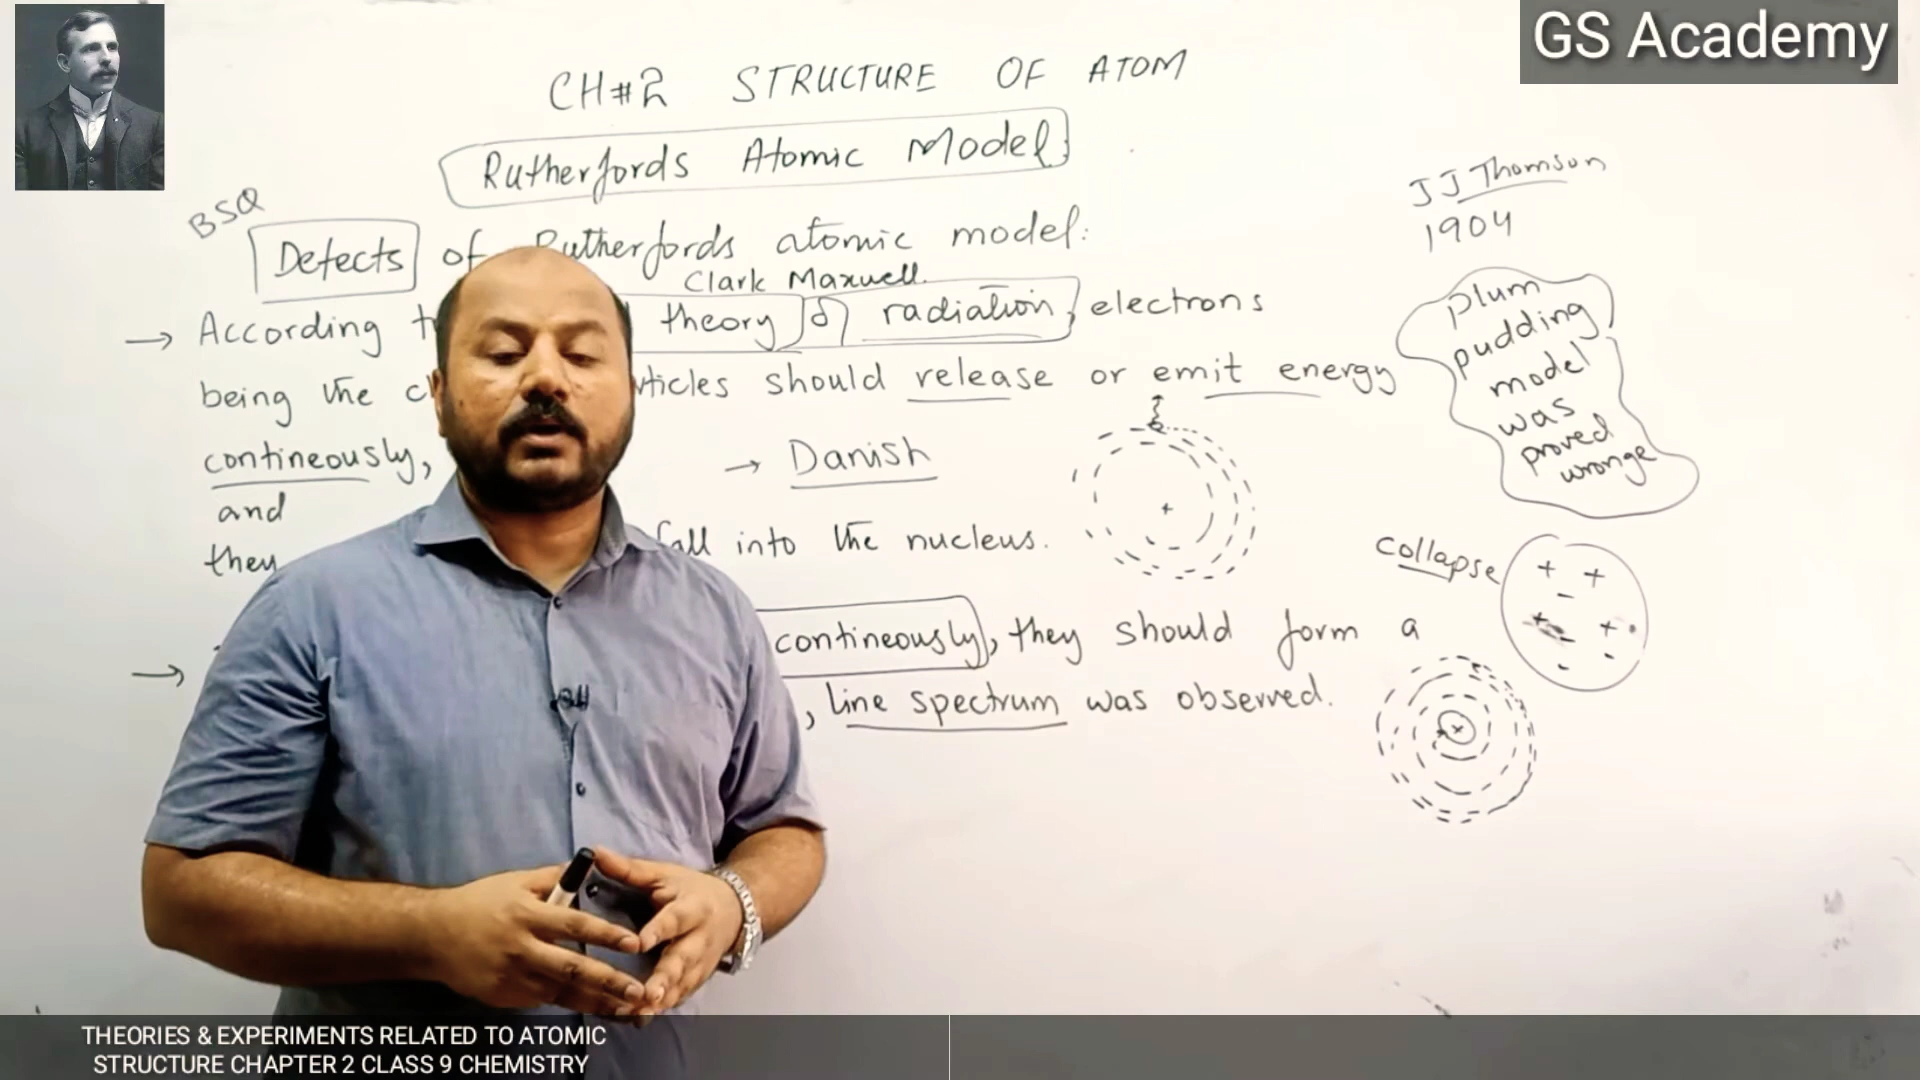 GS Academy
CH#2 STRUCTURE OF ATOM
Rutherfords Atomic Model
BSQ
Defects of Rutherfords atomic model:
Clark Maxwell.
→ According theory of radiation, electrons
being the should release or emit energy
contineously, → Danish
and
they fall into the nucleus.
→ contineously, they should form a
, line spectrum was observed.
JJ Thomson
1904
plum
pudding
model
was
proved
wronge
collapse
+ +
-
+ - +
- -
+
+
THEORIES & EXPERIMENTS RELATED TO ATOMIC
STRUCTURE CHAPTER 2 CLASS 9 CHEMISTRY